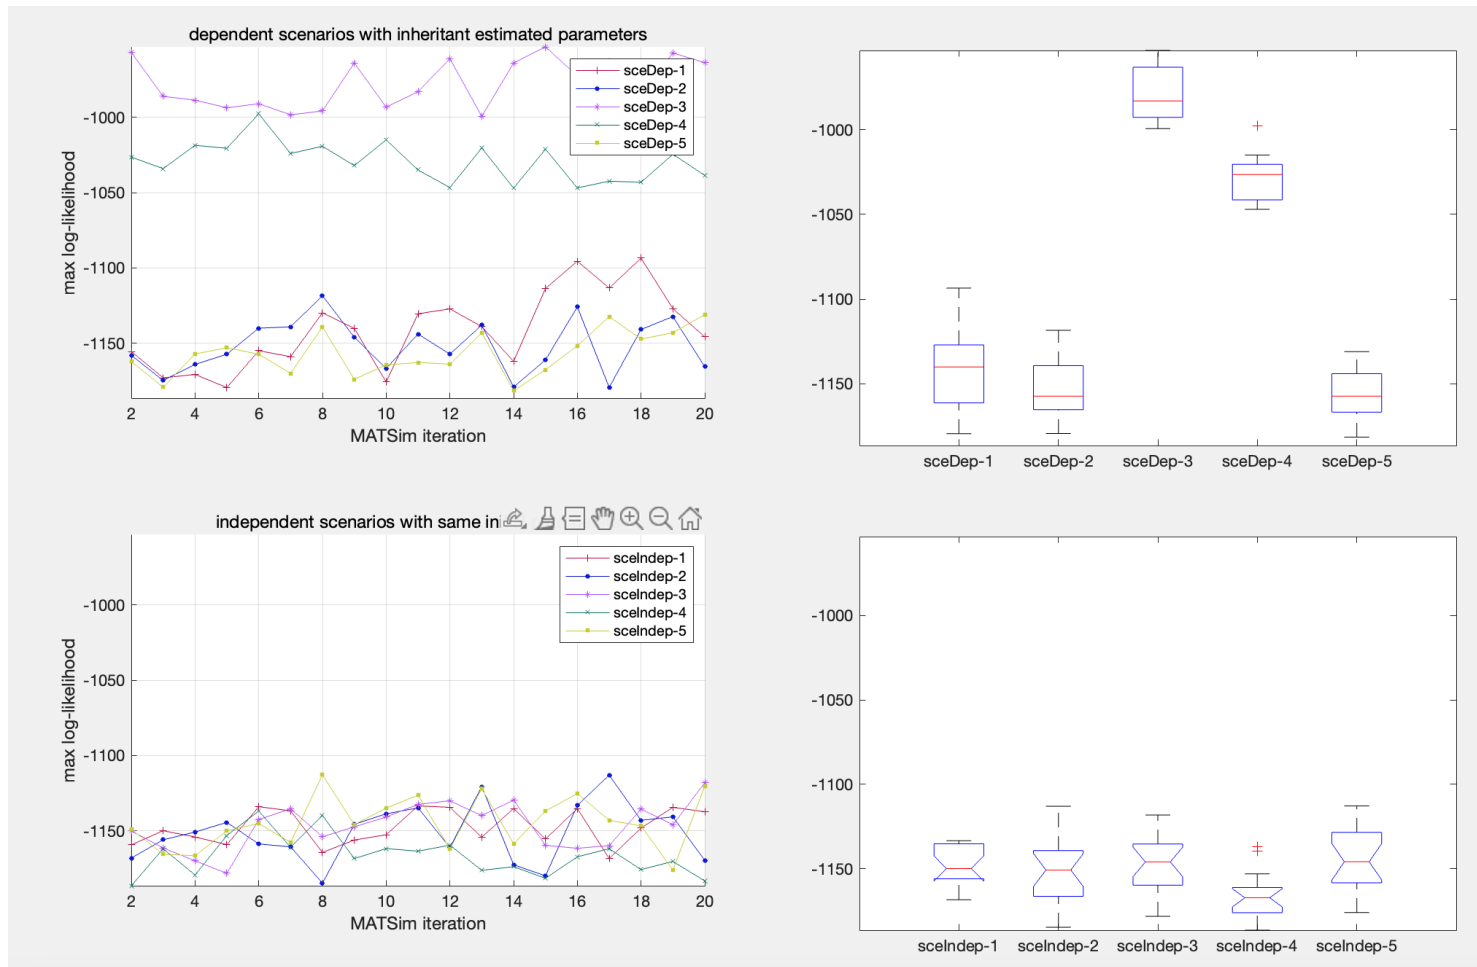 dependent scenarios with inheritant estimated parameters
max log-likelihood
-1000
-1050
-1100
-1150
2 4 6 8 10 12 14 16 18 20
MATSim iteration
sceDep-1
sceDep-2
sceDep-3
sceDep-4
sceDep-5
-1000
-1050
-1100
-1150
sceDep-1 sceDep-2 sceDep-3 sceDep-4 sceDep-5
independent scenarios with same in
max log-likelihood
-1000
-1050
-1100
-1150
2 4 6 8 10 12 14 16 18 20
MATSim iteration
sceIndep-1
sceIndep-2
sceIndep-3
sceIndep-4
sceIndep-5
-1000
-1050
-1100
-1150
sceIndep-1 sceIndep-2 sceIndep-3 sceIndep-4 sceIndep-5